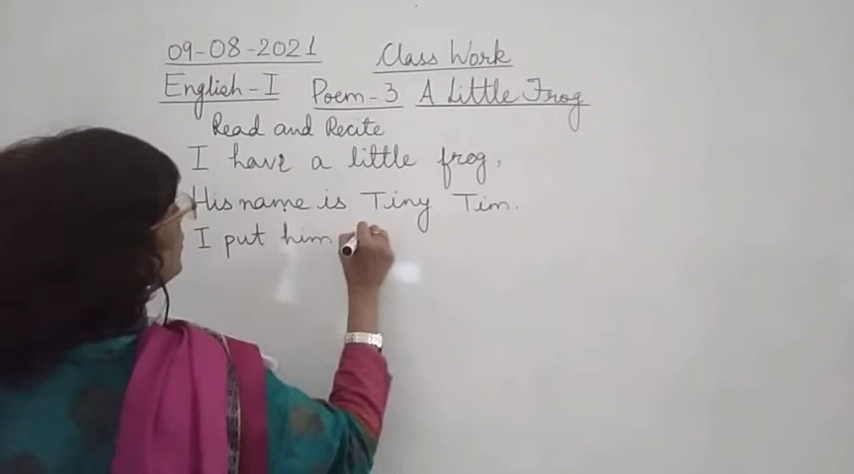 09-08-2021 Class Work
English-I Poem-3 A Little Frog
Read and Recite
I have a little frog,
His name is Tiny Tim.
I put him